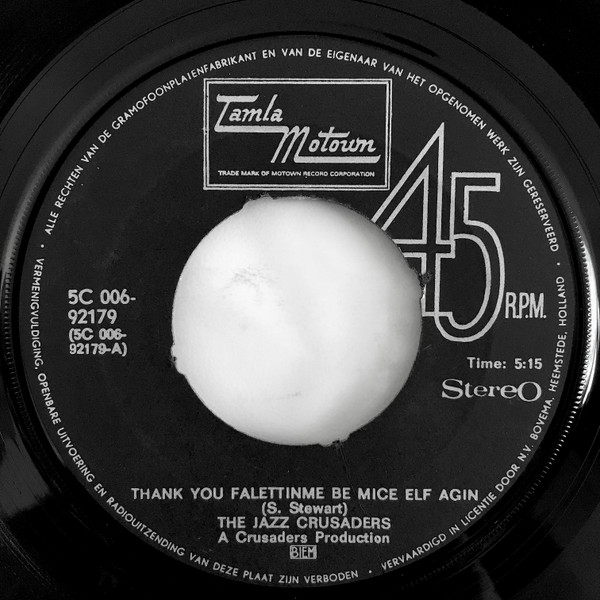 ALLE RECHTEN VAN DE GRAMOFOONPLATENFABRIKANT EN VAN DE EIGENAAR VAN HET OPGENOMEN WERK ZIJN GERESERVEERD •
Tamla
Motown
TRADE MARK OF MOTOWN RECORD CORPORATION
45
R.P.M.
5C 006-
92179
(5C 006-
92179-A)
Time: 5:15
StereO
THANK YOU FALETTINME BE MICE ELF AGIN
(S. Stewart)
THE JAZZ CRUSADERS
A Crusaders Production
BIEM
• VERMENIGVULDIGING, OPENBARE UITVOERING EN RADIOUITZENDING VAN DEZE PLAAT ZIJN VERBODEN •
VERVAARDIGD IN LICENTIE DOOR N.V. BOVEMA, HEEMSTEDE, HOLLAND